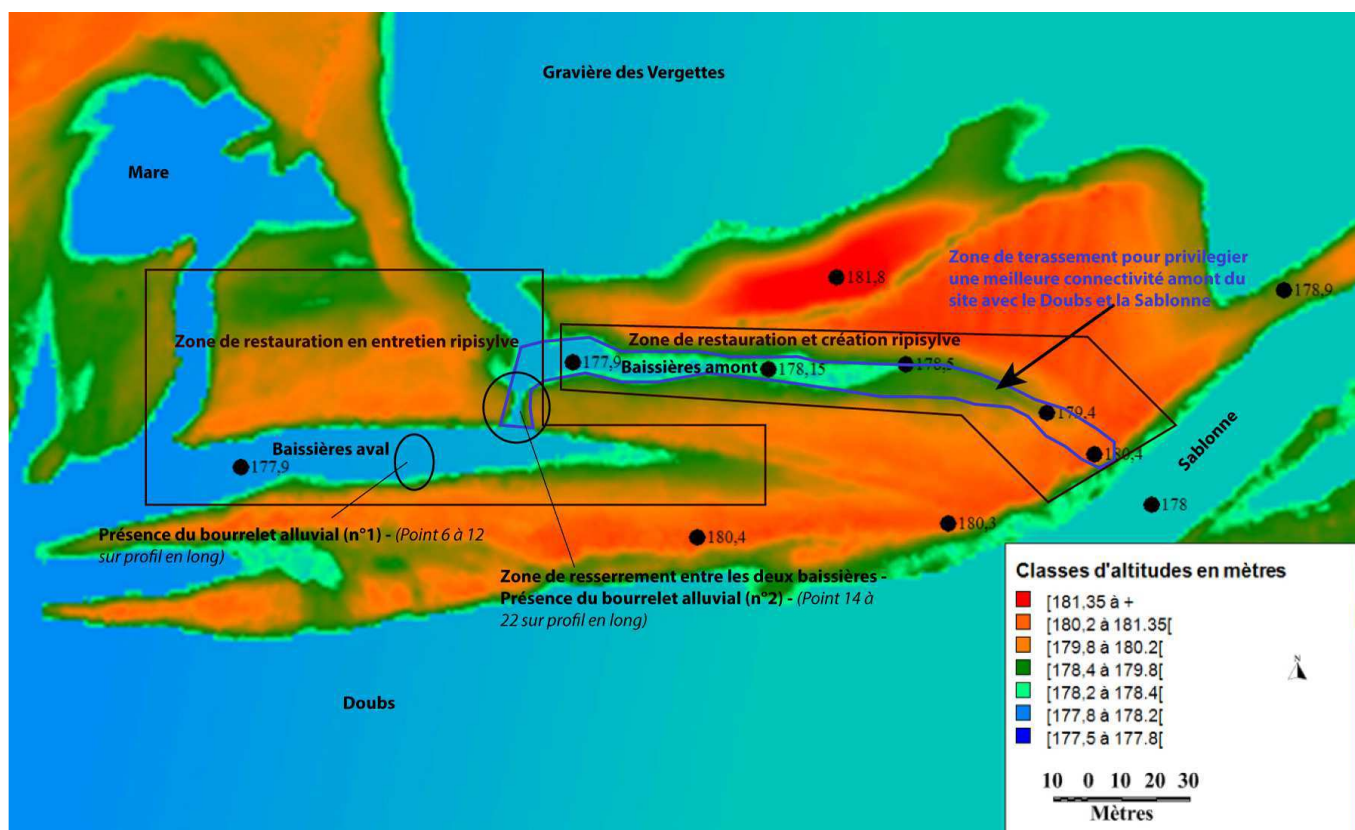 Gravière des Vergettes
Mare
Zone de terassement pour privilegier
une meilleure connectivité amont du
site avec le Doubs et la Sablonne
181,8
178,9
Zone de restauration en entretien ripisylve
Zone de restauration et création ripisylve
177,9
Baissières amont
178,15
178,5
179,4
Baissières aval
180,4
Sablonne
177,9
178
Présence du bourrelet alluvial (n°1) - (Point 6 à 12
sur profil en long)
180,4
180,3
Zone de resserrement entre les deux baissières -
Présence du bourrelet alluvial (n°2) - (Point 14 à
22 sur profil en long)
Doubs
Classes d'altitudes en mètres
[181,35 à +
[180,2 à 181.35[
[179,8 à 180.2[
[178,4 à 179.8[
[178,2 à 178.4[
[177,8 à 178.2[
[177,5 à 177.8[
N
10 0 10 20 30
Mètres